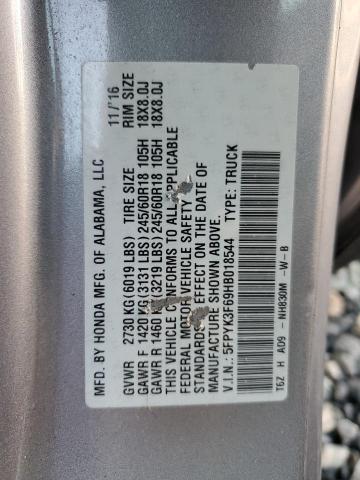 MFD. BY HONDA MFG. OF ALABAMA, LLC 11/'16
GVWR 2730 KG (6019 LBS) TIRE SIZE RIM SIZE
GAWR F 1420 KG (3131 LBS) 245/60R18 105H 18X8.0J
GAWR R 1460 KG (3219 LBS) 245/60R18 105H 18X8.0J
THIS VEHICLE CONFORMS TO ALL APPLICABLE
FEDERAL MOTOR VEHICLE SAFETY
STANDARDS IN EFFECT ON THE DATE OF
MANUFACTURE SHOWN ABOVE.
V.I.N.: 5FPYK3F69HB018544 TYPE: TRUCK
T6Z H A09 - NH830M -W-B